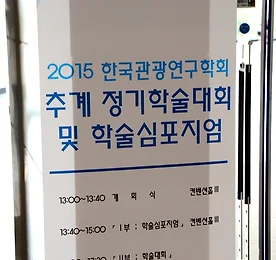 2015 한국관광연구학회
추계 정기학술대회
및 학술심포지엄
13:00~13:40 개 회 식 컨벤션홀Ⅲ
13:40~15:00 「Ⅰ부 : 학술심포지엄」 컨벤션홀Ⅲ
「Ⅱ부 : 학술대회」